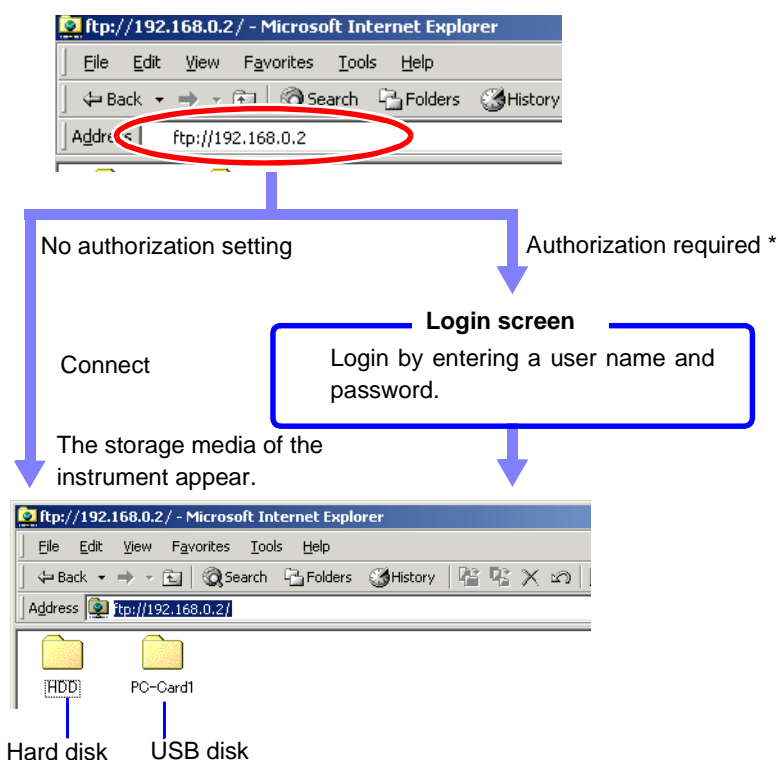 ftp://192.168.0.2/ - Microsoft Internet Explorer
File Edit View Favorites Tools Help
Back Search Folders History
Address ftp://192.168.0.2
No authorization setting
Authorization required *
Login screen
Login by entering a user name and
password.
Connect
The storage media of the
instrument appear.
ftp://192.168.0.2/ - Microsoft Internet Explorer
File Edit View Favorites Tools Help
Back Search Folders History
Address ftp://192.168.0.2/
HDD PC-Card1
Hard disk USB disk